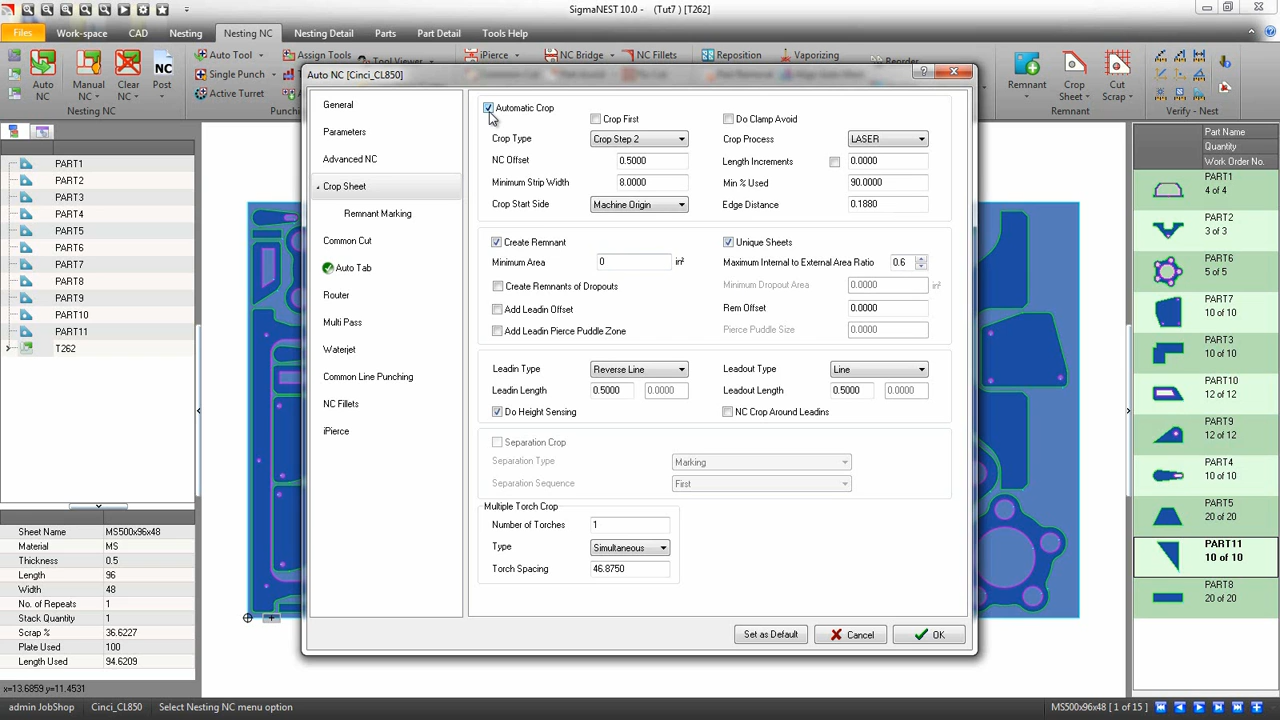 SigmaNEST 10.0 - (Tut7 ) [T262]
Files
Work-space
CAD
Nesting
Nesting NC
Nesting Detail
Parts
Part Detail
Tools Help
Auto NC
Manual NC
Clear NC
Post
Nesting NC
Auto Tool
Single Punch
Active Turret
Assign Tools
Tool Viewer
iPierce
NC Bridge
NC Fillets
Reposition
Vaporizing
Reorder
Remnant
Crop Sheet
Cut Scrap
Remnant
Verify - Nest
PART1
PART2
PART3
PART4
PART5
PART6
PART7
PART8
PART9
PART10
PART11
T262
Sheet Name MS500x96x48
Material MS
Thickness 0.5
Length 96
Width 48
No. of Repeats 1
Stack Quantity 1
Scrap % 36.6227
Plate Used 100
Length Used 94.6209
x=13.6859 y=11.4531
Auto NC [Cinci_CL850]
General
Parameters
Advanced NC
Crop Sheet
Remnant Marking
Common Cut
Auto Tab
Router
Multi Pass
Waterjet
Common Line Punching
NC Fillets
iPierce
Automatic Crop
Crop First
Do Clamp Avoid
Crop Type Crop Step 2
Crop Process LASER
NC Offset 0.5000
Length Increments 0.0000
Minimum Strip Width 8.0000
Min % Used 90.0000
Crop Start Side Machine Origin
Edge Distance 0.1880
Create Remnant
Unique Sheets
Minimum Area 0 in²
Maximum Internal to External Area Ratio 0.6
Create Remnants of Dropouts
Minimum Dropout Area 0.0000 in²
Add Leadin Offset
Rem Offset 0.0000
Add Leadin Pierce Puddle Zone
Pierce Puddle Size 0.0000
Leadin Type Reverse Line
Leadout Type Line
Leadin Length 0.5000 0.0000
Leadout Length 0.5000 0.0000
Do Height Sensing
NC Crop Around Leadins
Separation Crop
Separation Type Marking
Separation Sequence First
Multiple Torch Crop
Number of Torches 1
Type Simultaneous
Torch Spacing 46.8750
Set as Default
Cancel
OK
Part Name
Quantity
Work Order No.
PART1
4 of 4
PART2
3 of 3
PART6
5 of 5
PART7
10 of 10
PART3
10 of 10
PART10
12 of 12
PART9
12 of 12
PART4
10 of 10
PART5
20 of 20
PART11
10 of 10
PART8
20 of 20
admin JobShop
Cinci_CL850
Select Nesting NC menu option
MS500x96x48 [1 of 15 ]